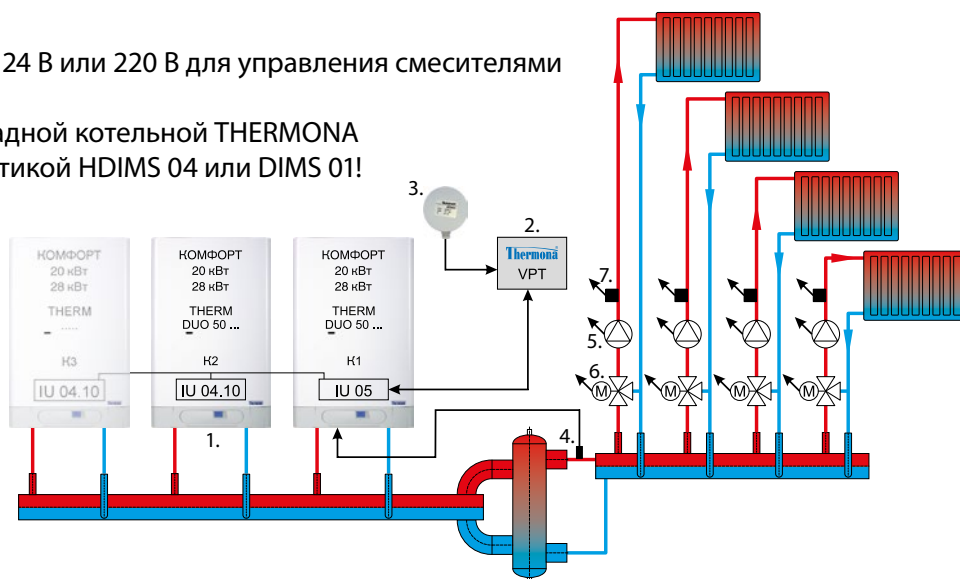 24 В или 220 В для управления смесителями
адной котельной THERMONA
тикой HDIMS 04 или DIMS 01!
3.
2.
Thermona
VPT
КОМФОРТ
20 кВт
28 кВт
THERM
.....
К3
IU 04.10
КОМФОРТ
20 кВт
28 кВт
THERM
DUO 50 ...
К2
IU 04.10
КОМФОРТ
20 кВт
28 кВт
THERM
DUO 50 ...
К1
IU 05
1.
4.
7.
5.
6.
M
M
M
M